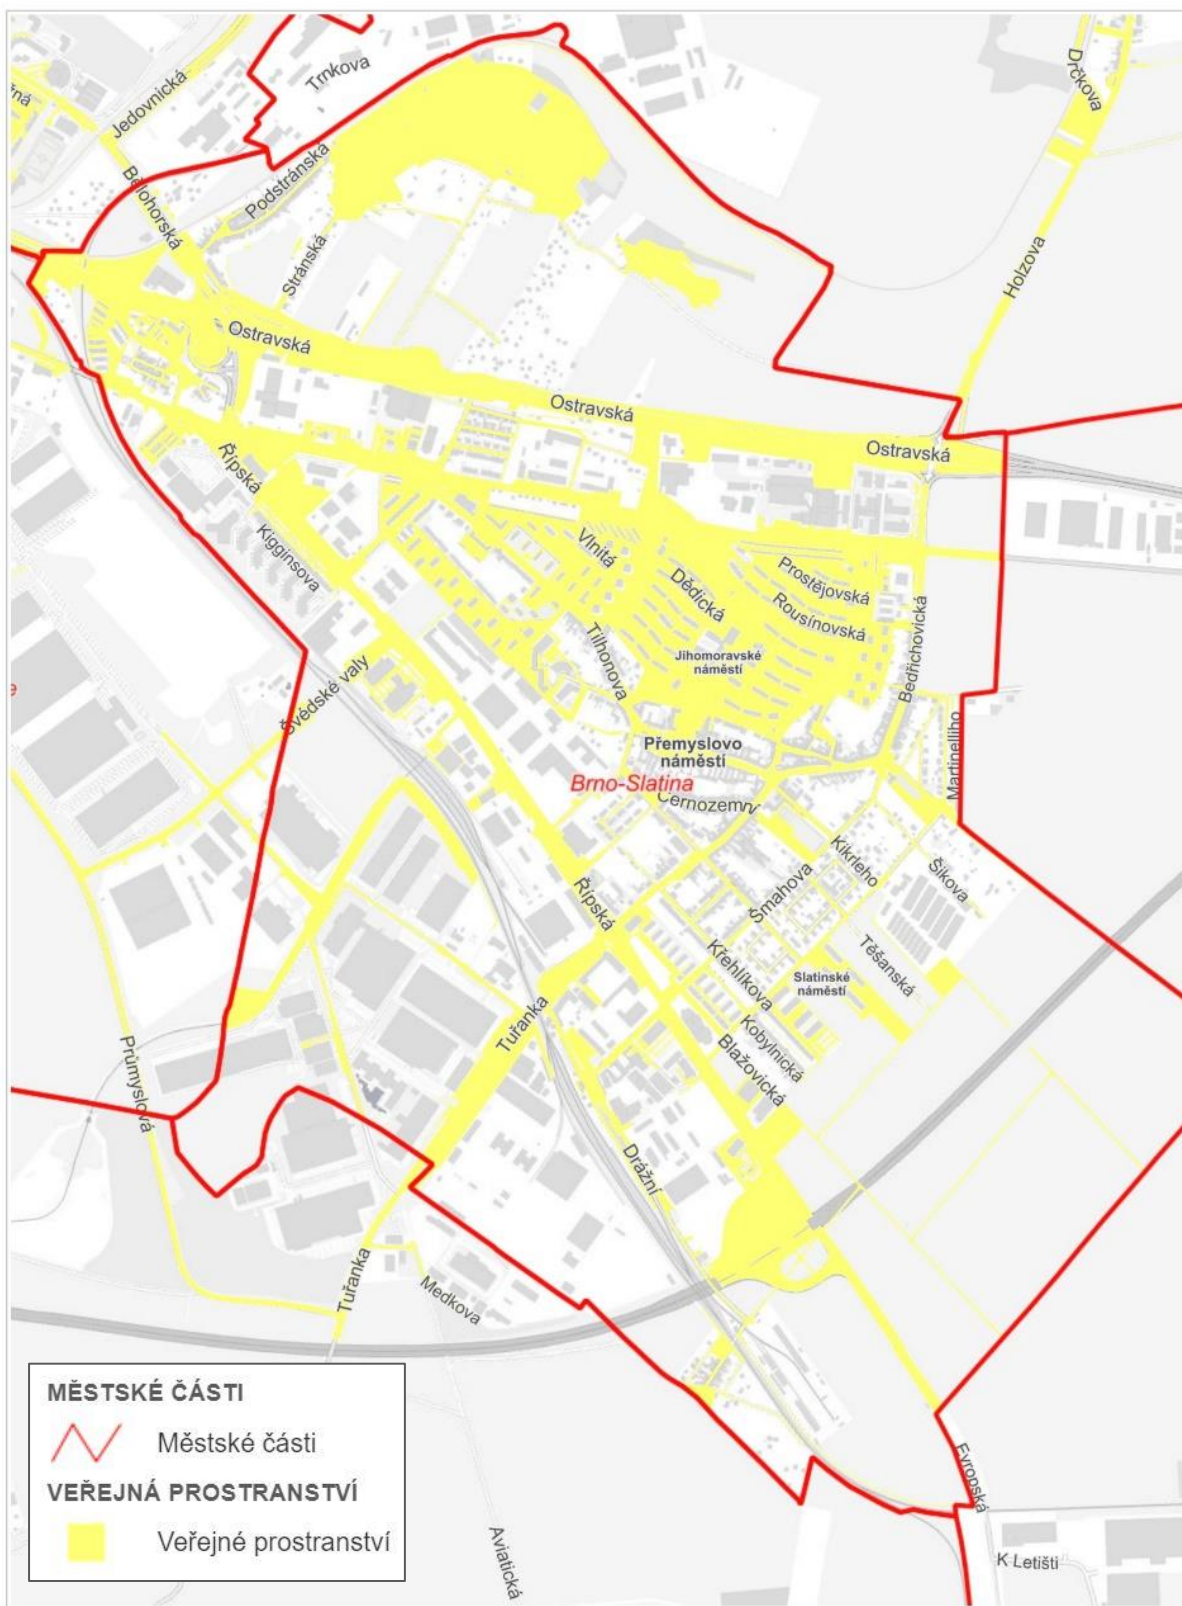 Trnkova
Drčkova
Jedovnická
Bělohorská
Podstránská
Stránská
Holzova
Ostravská
Ostravská
Ostravská
Řípská
Kigginsova
Vlnitá
Dědická
Prostějovská
Rousínovská
Tilhonova
Jihomoravské
náměstí
Bedřichovická
Švédské valy
Přemyslovo
náměstí
Martinelliho
Brno-Slatina
Černozemní
Kikrleho
Šikova
Šmahova
Řípská
Křehlíkova
Těšanská
Slatinské
náměstí
Tuřanka
Kobylnická
Blažovická
Průmyslová
Drážní
Tuřanka
Medkova
MĚSTSKÉ ČÁSTI
Městské části
VEŘEJNÁ PROSTRANSTVÍ
Veřejné prostranství
Evropská
Aviatická
K Letišti